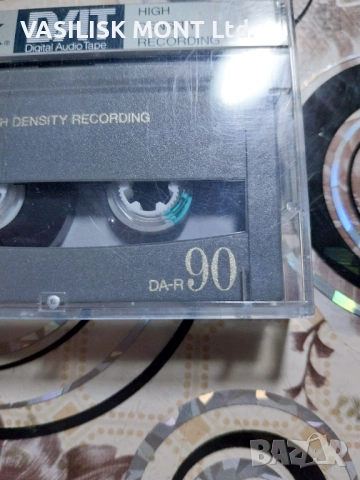 VASILISK MONT Ltd.
DAT HIGH
Digital Audio Tape RECORDING
H DENSITY RECORDING
DA-R 90
BAZAR